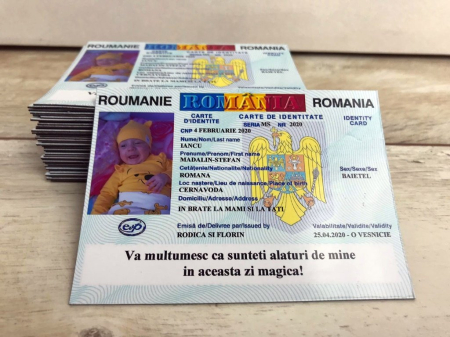 ROUMANIE ROMÂNIA ROMANIA
ROUMANIE ROMÂNIA ROMANIA
CARTE D'IDENTITE CARTE DE IDENTITATE IDENTITY CARD
SERIA MS NR 2020
CNP 4 FEBRUARIE 2020
Nume/Nom/Last name
IANCU
Prenume/Prenom/First name
MADALIN-STEFAN
Cetățenie/Nationalite/Nationality Sex/Sexe/Sex
ROMANA BAIETEL
Loc nastere/Lieu de naissance/Place of birth
CERNAVODA
Domiciliu/Adresse/Address
IN BRATE LA MAMI SI LA TATI
Emisă de/Delivree par/Issued by Valabilitate/Validite/Validity
RODICA SI FLORIN 25.04.2020 - O VESNICIE
Va multumesc ca sunteti alaturi de mine
in aceasta zi magica!